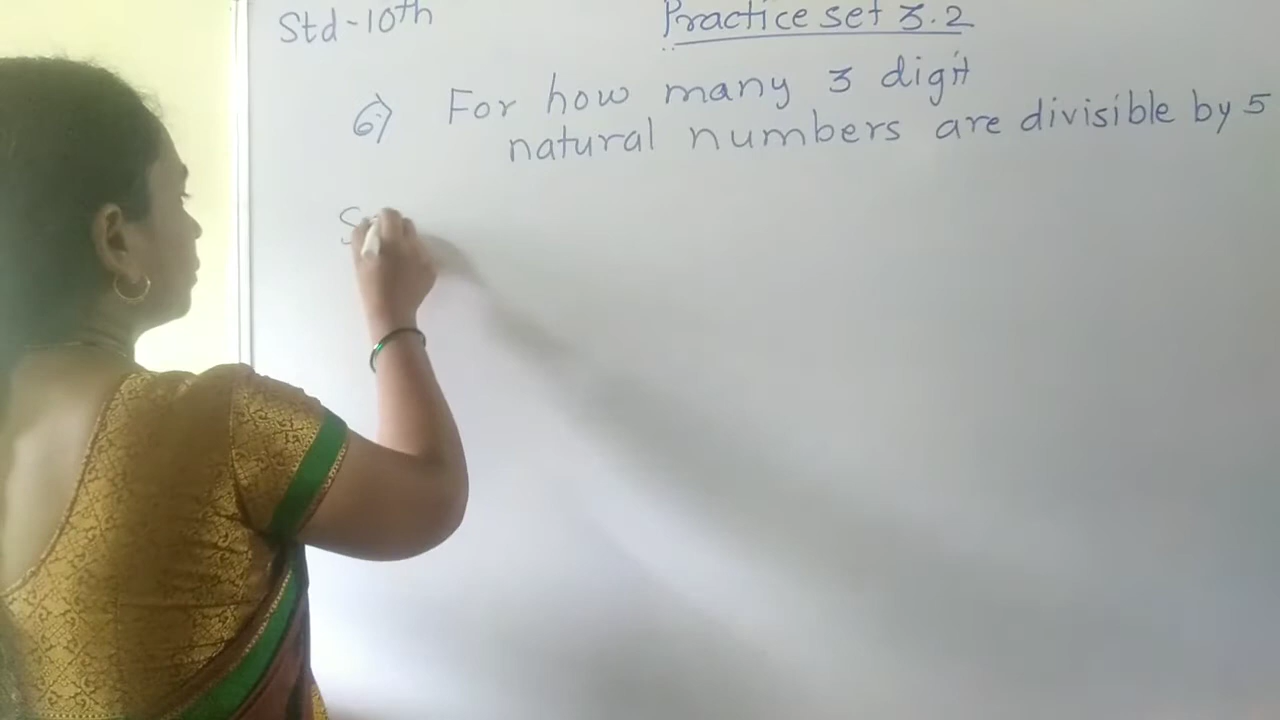 Std-10th
Practice set 3.2
6) For how many 3 digit
natural numbers are divisible by 5
S